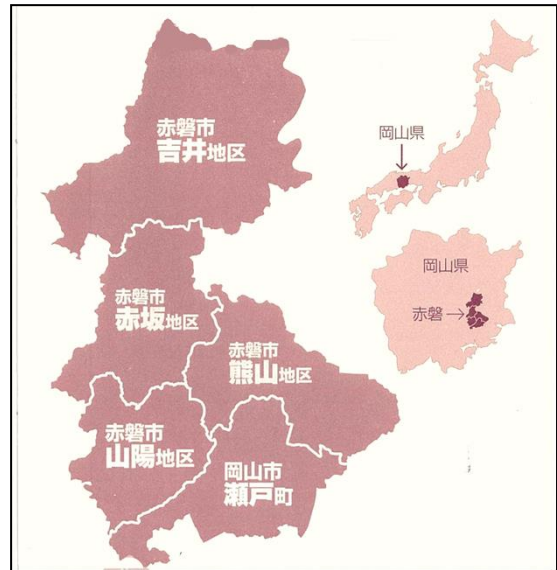 赤磐市
吉井地区
赤磐市
赤坂地区
赤磐市
熊山地区
赤磐市
山陽地区
岡山市
瀬戸町
岡山県
岡山県
赤磐